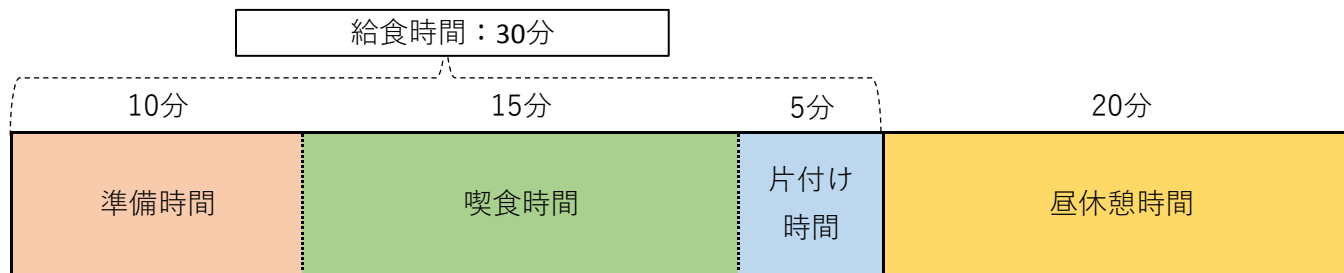 給食時間：30分
10分
15分
5分
20分
準備時間
喫食時間
片付け
時間
昼休憩時間